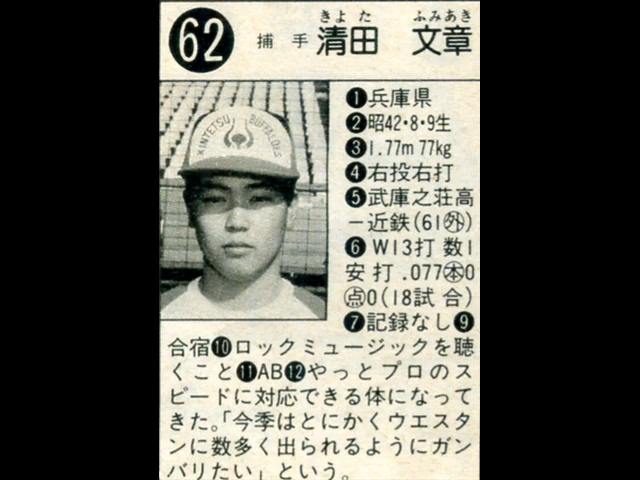 62 捕手 清田 文章
きよた ふみあき
KINTETSU BUFFALOES
❶兵庫県
❷昭42・8・9生
❸1.77m 77kg
❹右投右打
❺武庫之荘高
－近鉄(61㊕外)
❻W13打数1
安打.077本0
点0(18試合)
❼記録なし❾
合宿❿ロックミュージックを聴
くこと⓫AB⓬やっとプロのス
ピードに対応できる体になって
きた。「今季はとにかくウエスタ
ンに数多く出られるようにガン
バリたい」という。